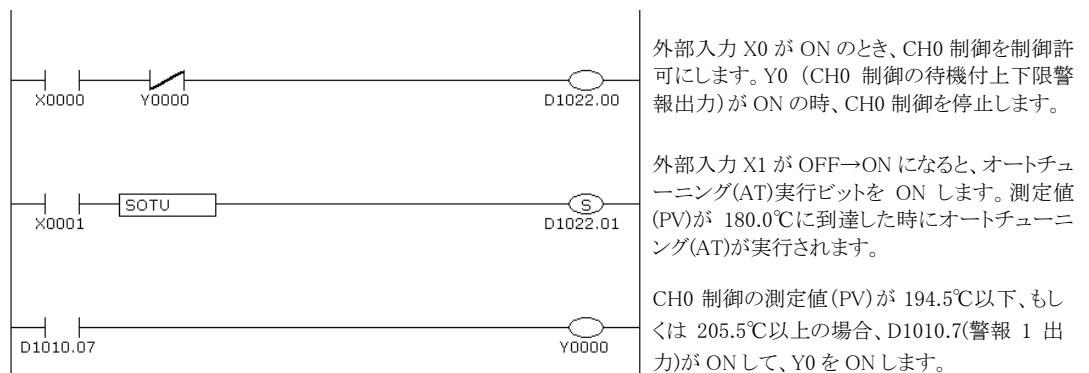 X0000
Y0000
D1022.00
外部入力 X0 が ON のとき、CH0 制御を制御許
可にします。Y0 (CH0 制御の待機付上下限警
報出力)が ON の時、CH0 制御を停止します。
X0001
SOTU
S
D1022.01
外部入力 X1 が OFF→ON になると、オートチュ
ーニング(AT)実行ビットを ON します。測定値
(PV)が 180.0℃に到達した時にオートチューニ
ング(AT)が実行されます。
D1010.07
Y0000
CH0 制御の測定値(PV)が 194.5℃以下、もし
くは 205.5℃以上の場合、D1010.7(警報 1 出
力)が ON して、Y0 を ON します。